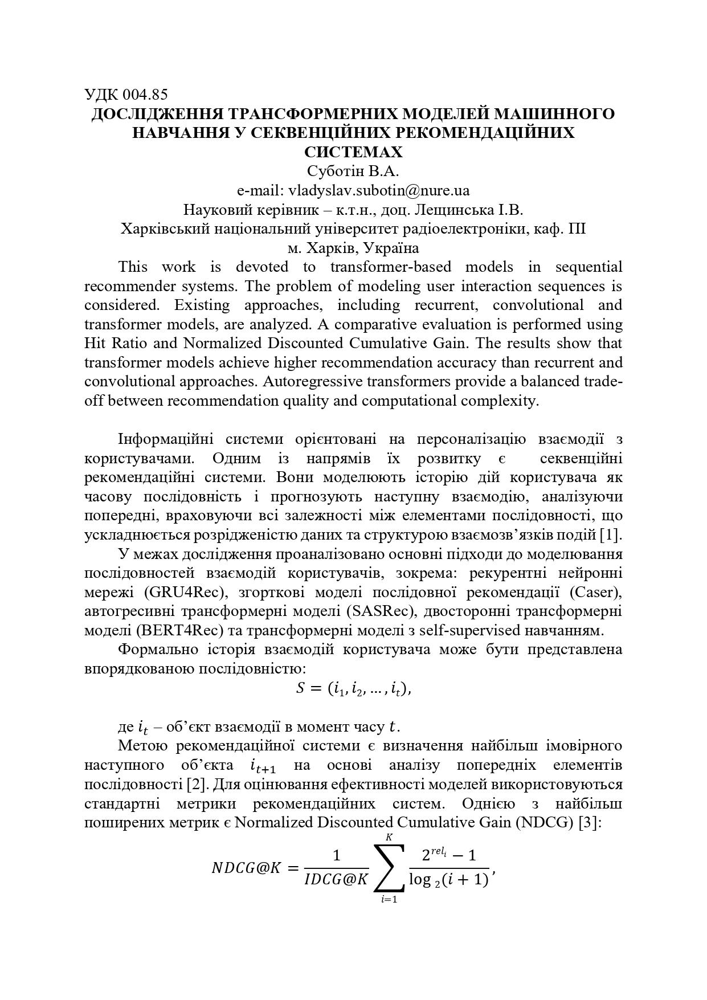 УДК 004.85
ДОСЛІДЖЕННЯ ТРАНСФОРМЕРНИХ МОДЕЛЕЙ МАШИННОГО
НАВЧАННЯ У СЕКВЕНЦІЙНИХ РЕКОМЕНДАЦІЙНИХ
СИСТЕМАХ
Суботін В.А.
e-mail: vladyslav.subotin@nure.ua
Науковий керівник – к.т.н., доц. Лещинська І.В.
Харківський національний університет радіоелектроніки, каф. ПІ
м. Харків, Україна
This work is devoted to transformer-based models in sequential
recommender systems. The problem of modeling user interaction sequences is
considered. Existing approaches, including recurrent, convolutional and
transformer models, are analyzed. A comparative evaluation is performed using
Hit Ratio and Normalized Discounted Cumulative Gain. The results show that
transformer models achieve higher recommendation accuracy than recurrent and
convolutional approaches. Autoregressive transformers provide a balanced trade-
off between recommendation quality and computational complexity.
Інформаційні системи орієнтовані на персоналізацію взаємодії з
користувачами. Одним із напрямів їх розвитку є секвенційні
рекомендаційні системи. Вони моделюють історію дій користувача як
часову послідовність і прогнозують наступну взаємодію, аналізуючи
попередні, враховуючи всі залежності між елементами послідовності, що
ускладнюється розрідженістю даних та структурою взаємозв’язків подій [1].
У межах дослідження проаналізовано основні підходи до моделювання
послідовностей взаємодій користувачів, зокрема: рекурентні нейронні
мережі (GRU4Rec), згорткові моделі послідовної рекомендації (Caser),
автогресивні трансформерні моделі (SASRec), двосторонні трансформерні
моделі (BERT4Rec) та трансформерні моделі з self-supervised навчанням.
Формально історія взаємодій користувача може бути представлена
впорядкованою послідовністю:
S = (i₁, i₂, … , iₜ),
де iₜ – об’єкт взаємодії в момент часу t.
Метою рекомендаційної системи є визначення найбільш імовірного
наступного об’єкта iₜ₊₁ на основі аналізу попередніх елементів
послідовності [2]. Для оцінювання ефективності моделей використовуються
стандартні метрики рекомендаційних систем. Однією з найбільш
поширених метрик є Normalized Discounted Cumulative Gain (NDCG) [3]:
NDCG@K = \frac{1}{IDCG@K} \sum_{i=1}^{K} \frac{2^{rel_i} − 1}{\log_2(i + 1)},